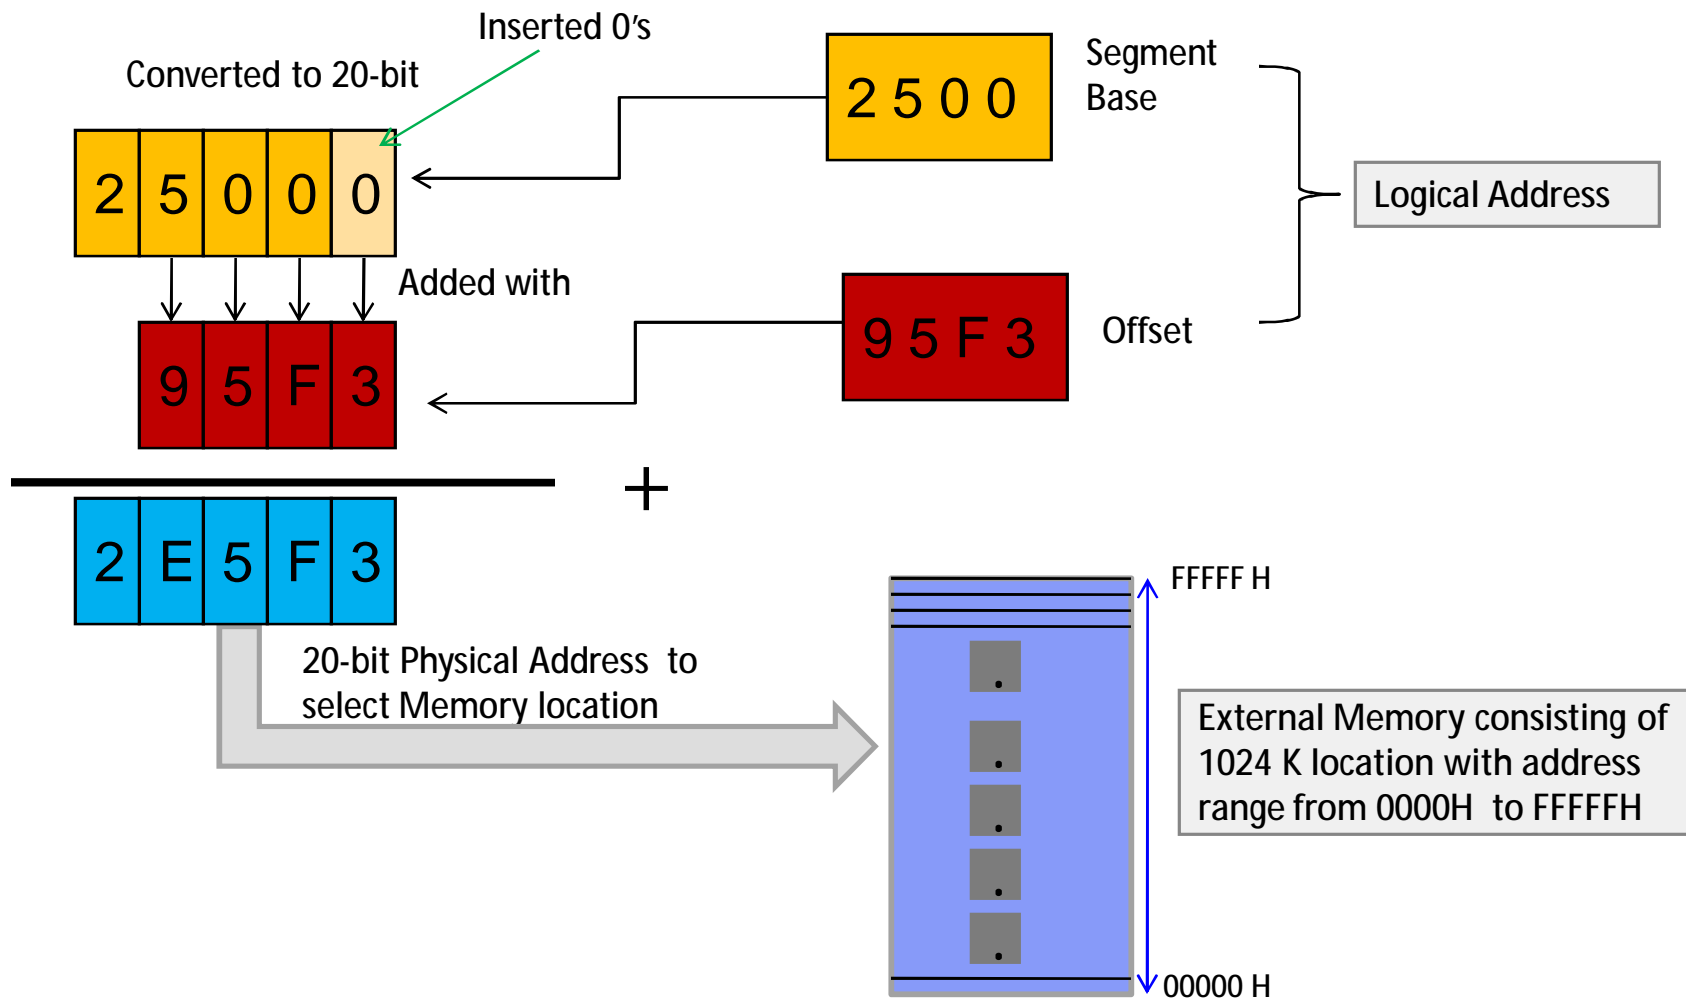 Inserted 0's
Converted to 20-bit
2 5 0 0
Segment
Base
2 5 0 0 0
Logical Address
Added with
9 5 F 3
Offset
9 5 F 3
+
2 E 5 F 3
FFFFF H
20-bit Physical Address to
select Memory location
External Memory consisting of
1024 K location with address
range from 0000H to FFFFFH
.
.
.
.
.
00000 H